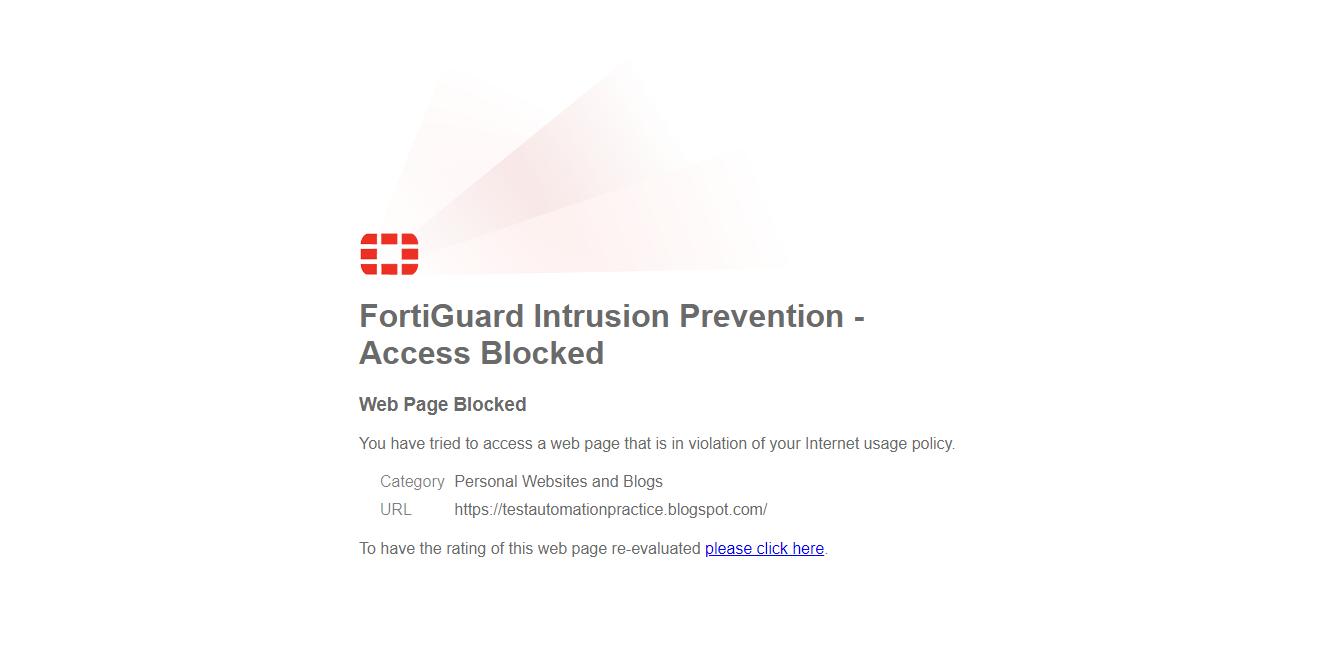 FortiGuard Intrusion Prevention -
Access Blocked
Web Page Blocked
You have tried to access a web page that is in violation of your Internet usage policy.
Category Personal Websites and Blogs
URL https://testautomationpractice.blogspot.com/
To have the rating of this web page re-evaluated please click here.